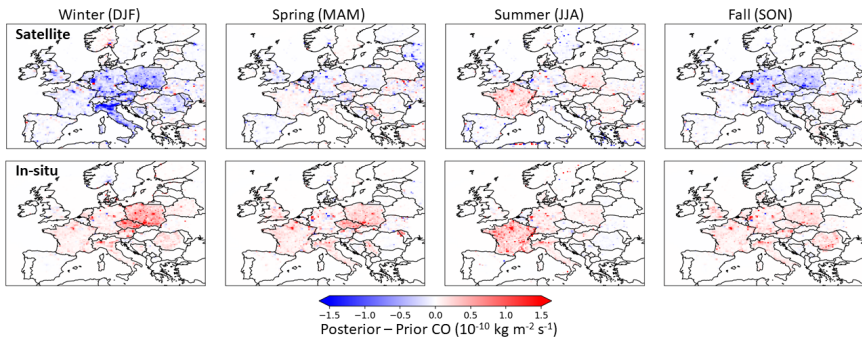 Winter (DJF)
Spring (MAM)
Summer (JJA)
Fall (SON)
Satellite
In-situ
−1.5 −1.0 −0.5 0.0 0.5 1.0 1.5
Posterior – Prior CO (10⁻¹⁰ kg m⁻² s⁻¹)